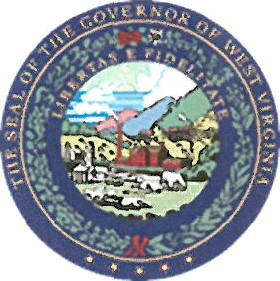 THE SEAL OF THE GOVERNOR OF WEST VIRGINIA
LIBERTAS E FIDELITATE